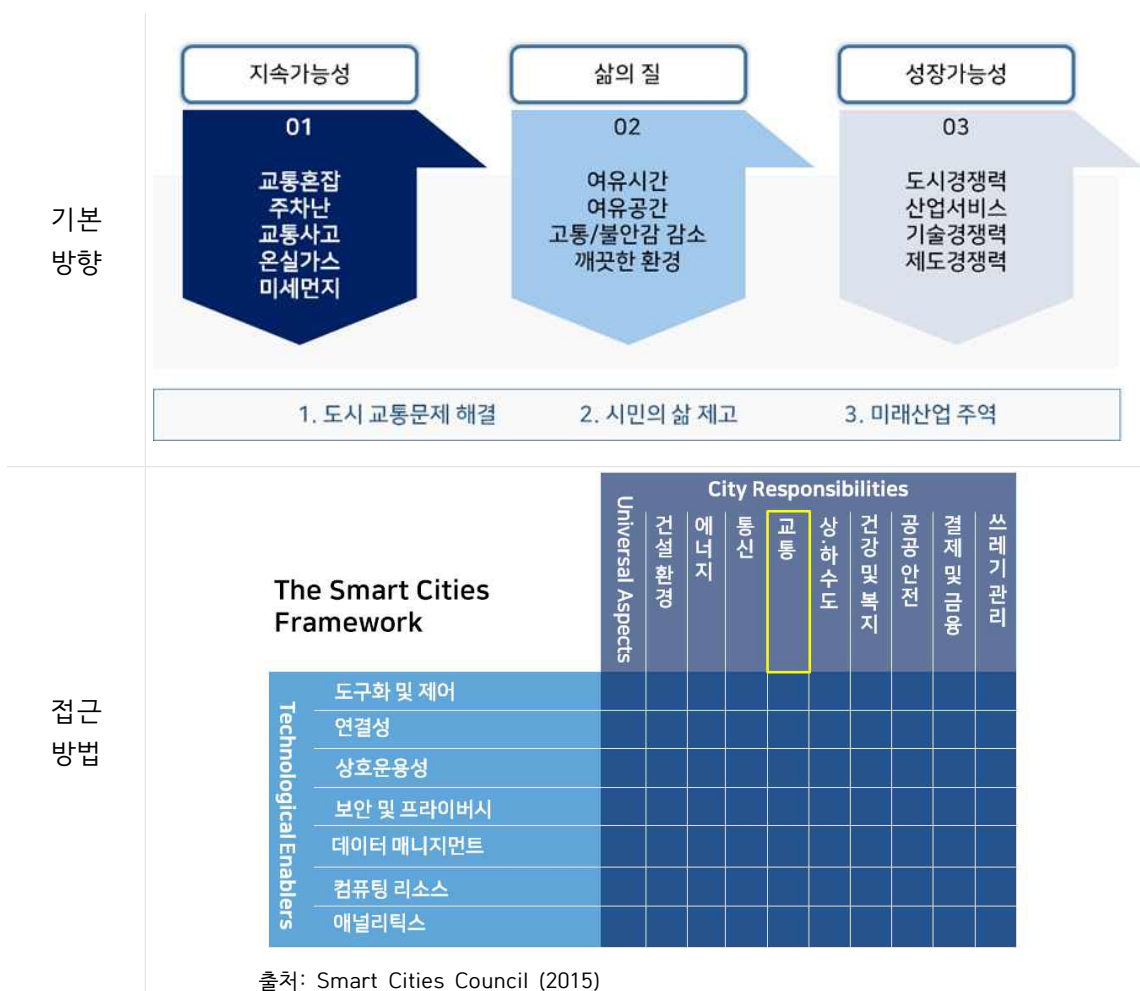 기본
방향
지속가능성
01
교통혼잡
주차난
교통사고
온실가스
미세먼지
삶의 질
02
여유시간
여유공간
고통/불안감 감소
깨끗한 환경
성장가능성
03
도시경쟁력
산업서비스
기술경쟁력
제도경쟁력
1. 도시 교통문제 해결
2. 시민의 삶 제고
3. 미래산업 주역
접근
방법
The Smart Cities
Framework
City Responsibilities
Universal Aspects
건설 환경
에너지
통신
교통
상·하수도
건강 및 복지
공공 안전
결제 및 금융
쓰레기 관리
Technological Enablers
도구화 및 제어
연결성
상호운용성
보안 및 프라이버시
데이터 매니지먼트
컴퓨팅 리소스
애널리틱스
출처: Smart Cities Council (2015)